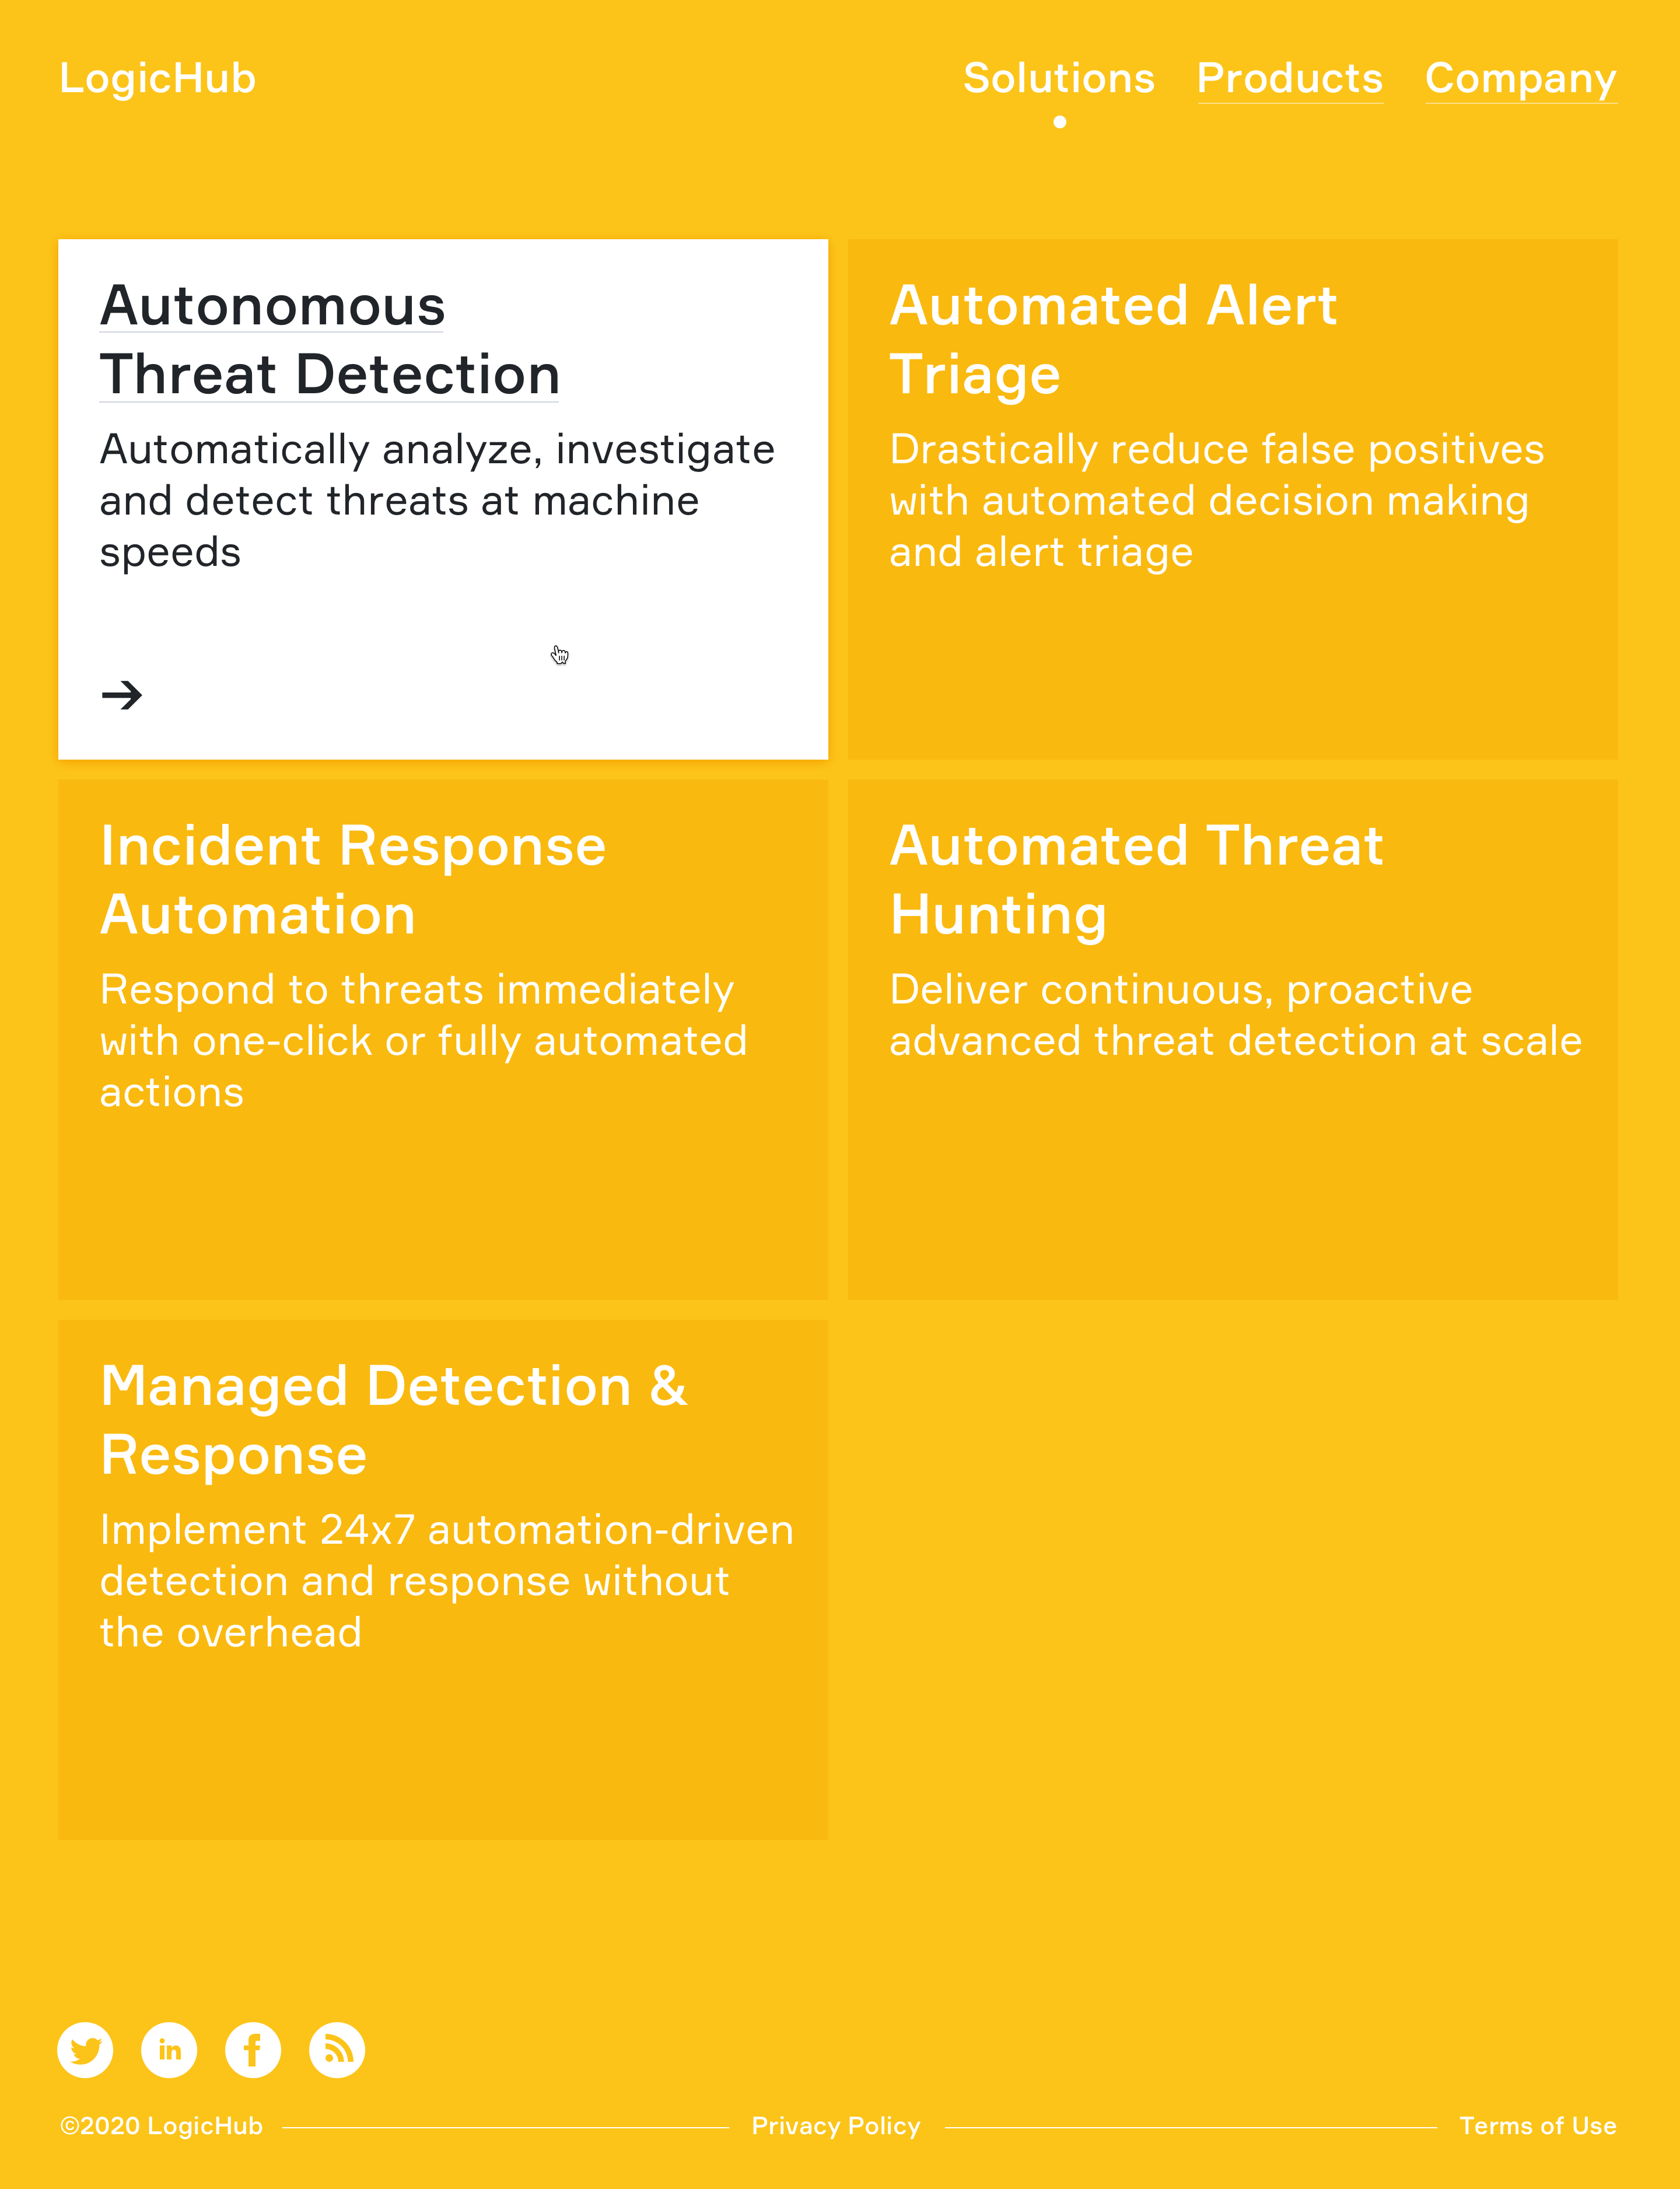 LogicHub
Solutions
Products
Company
Autonomous
Threat Detection
Automatically analyze, investigate
and detect threats at machine
speeds
Automated Alert
Triage
Drastically reduce false positives
with automated decision making
and alert triage
Incident Response
Automation
Respond to threats immediately
with one-click or fully automated
actions
Automated Threat
Hunting
Deliver continuous, proactive
advanced threat detection at scale
Managed Detection &
Response
Implement 24x7 automation-driven
detection and response without
the overhead
in
f
©2020 LogicHub
Privacy Policy
Terms of Use